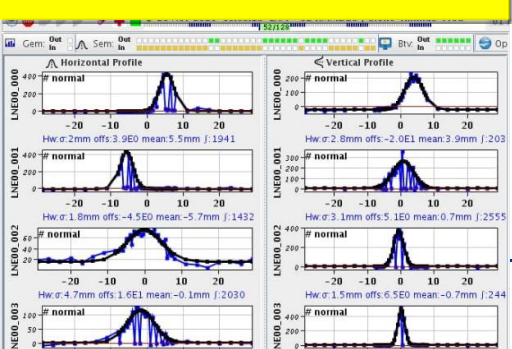 52/126
Gem: Out In Sem: Out In Btv: Out In Op
Horizontal Profile
Vertical Profile
LNE00_000
400
200
0
# normal
-20 -10 0 10 20
Hw:σ:2mm offs:3.9E0 mean:5.5mm ∫:1941
LNE00_000
200
100
0
# normal
-20 -10 0 10 20
Hw:σ:2.8mm offs:-2.0E1 mean:3.9mm ∫:203
LNE00_001
400
200
0
# normal
-20 -10 0 10 20
Hw:σ:1.8mm offs:-4.5E0 mean:-5.7mm ∫:1432
LNE00_001
300
200
100
0
# normal
-20 -10 0 10 20
Hw:σ:3.1mm offs:5.1E0 mean:0.7mm ∫:2555
LNE00_002
60
40
20
# normal
-20 -10 0 10 20
Hw:σ:4.7mm offs:1.6E1 mean:-0.1mm ∫:2030
LNE00_002
400
200
0
# normal
-20 -10 0 10 20
Hw:σ:1.5mm offs:6.5E0 mean:-0.7mm ∫:244
LNE00_003
100
50
0
# normal
LNE00_003
400
200
0
# normal